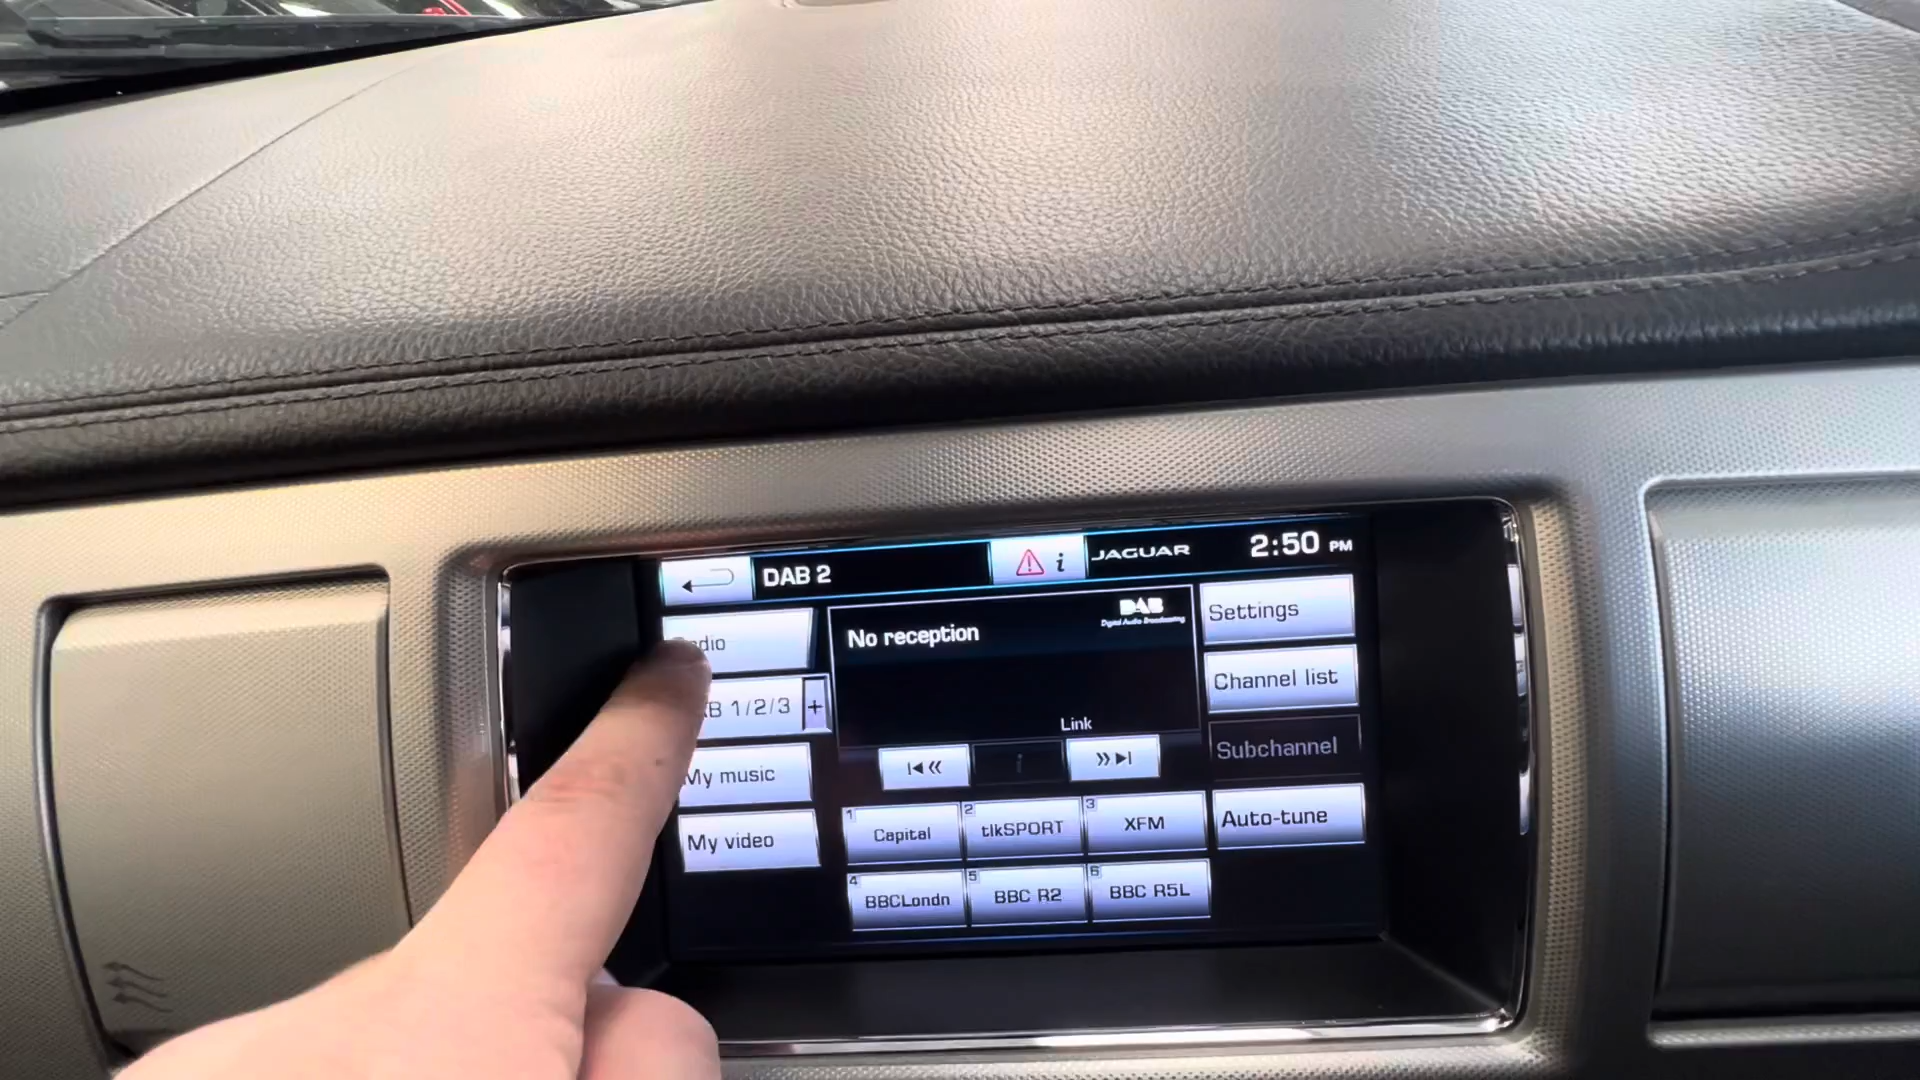 DAB 2
i
JAGUAR
2:50 PM
DAB
Digital Audio Broadcasting
No reception
Link
1/2/3 +
My music
My video
Settings
Channel list
Subchannel
Auto-tune
1 Capital
2 tlkSPORT
3 XFM
4 BBCLondn
5 BBC R2
6 BBC R5L